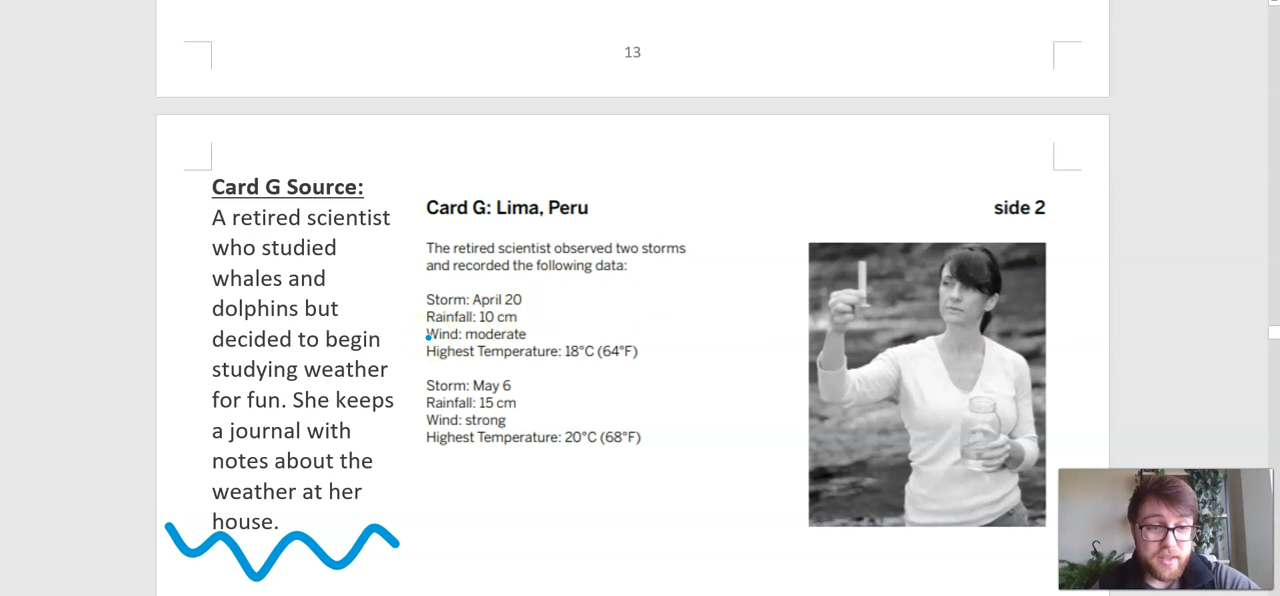 13
Card G Source:
A retired scientist
who studied
whales and
dolphins but
decided to begin
studying weather
for fun. She keeps
a journal with
notes about the
weather at her
house.
Card G: Lima, Peru
side 2
The retired scientist observed two storms
and recorded the following data:
Storm: April 20
Rainfall: 10 cm
Wind: moderate
Highest Temperature: 18°C (64°F)
Storm: May 6
Rainfall: 15 cm
Wind: strong
Highest Temperature: 20°C (68°F)